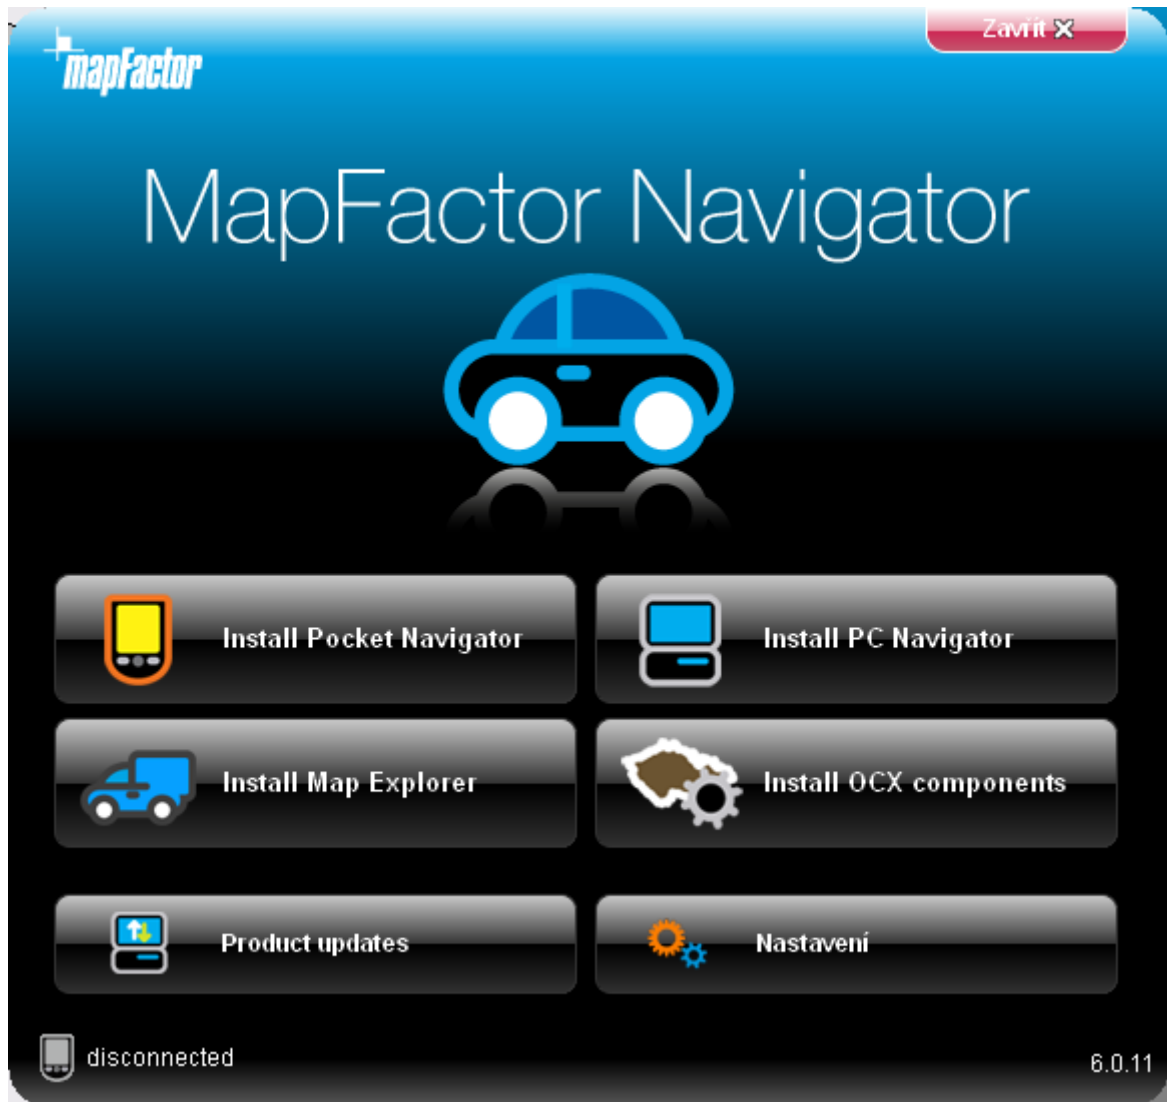 Zavřít
mapFactor
MapFactor Navigator
Install Pocket Navigator
Install PC Navigator
Install Map Explorer
Install OCX components
Product updates
Nastavení
disconnected
6.0.11